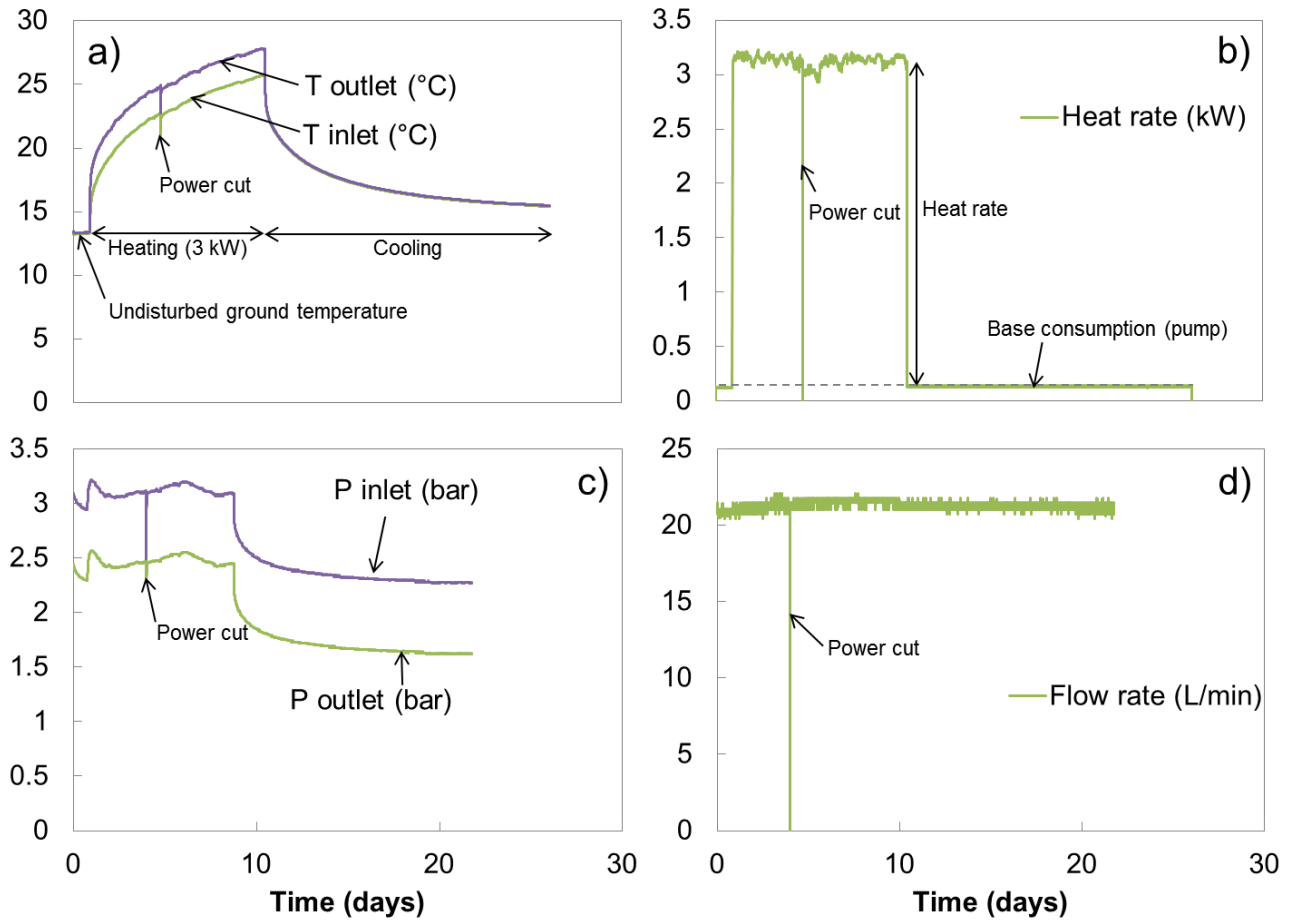 30
25
20
15
10
5
0
a)
T outlet (°C)
T inlet (°C)
Power cut
Heating (3 kW)
Cooling
Undisturbed ground temperature
3.5
3
2.5
2
1.5
1
0.5
0
0
10
20
30
b)
Heat rate (kW)
Power cut
Heat rate
Base consumption (pump)
3.5
3
2.5
2
1.5
1
0.5
0
0
10
20
30
c)
P inlet (bar)
Power cut
P outlet (bar)
Time (days)
25
20
15
10
5
0
0
10
20
30
d)
Power cut
Flow rate (L/min)
Time (days)